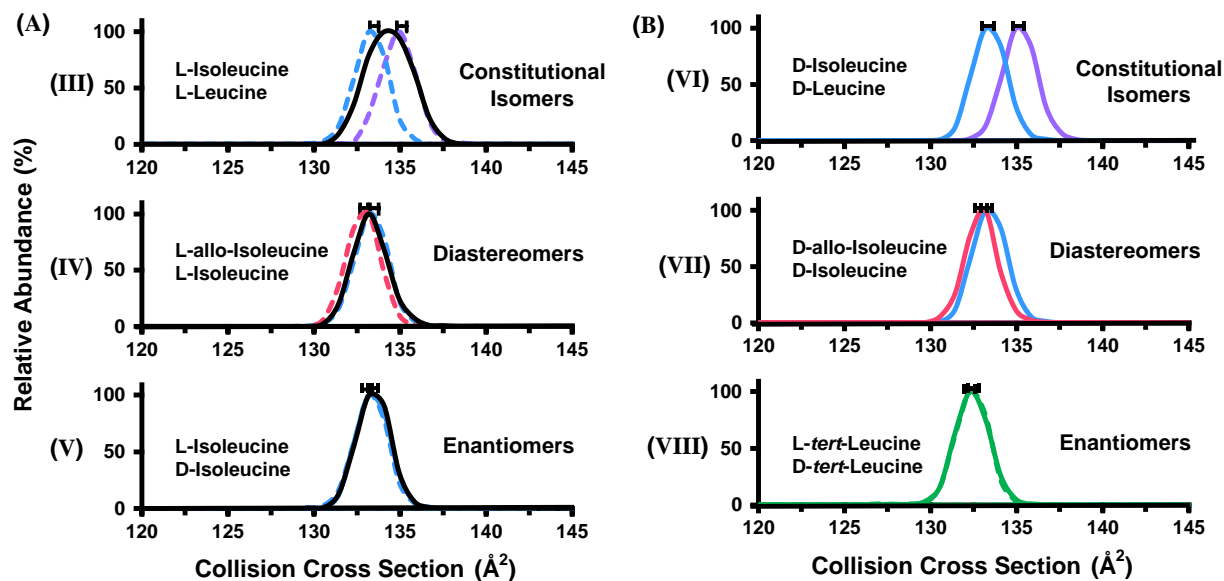 (A)
(III)
100
50
0
L-Isoleucine
L-Leucine
Constitutional
Isomers
120 125 130 135 140 145
(IV)
100
50
0
L-allo-Isoleucine
L-Isoleucine
Diastereomers
120 125 130 135 140 145
(V)
100
50
0
L-Isoleucine
D-Isoleucine
Enantiomers
120 125 130 135 140 145
Relative Abundance (%)
Collision Cross Section (Å²)
(B)
(VI)
100
50
0
D-Isoleucine
D-Leucine
Constitutional
Isomers
120 125 130 135 140 145
(VII)
100
50
0
D-allo-Isoleucine
D-Isoleucine
Diastereomers
120 125 130 135 140 145
(VIII)
100
50
0
L-tert-Leucine
D-tert-Leucine
Enantiomers
120 125 130 135 140 145
Collision Cross Section (Å²)